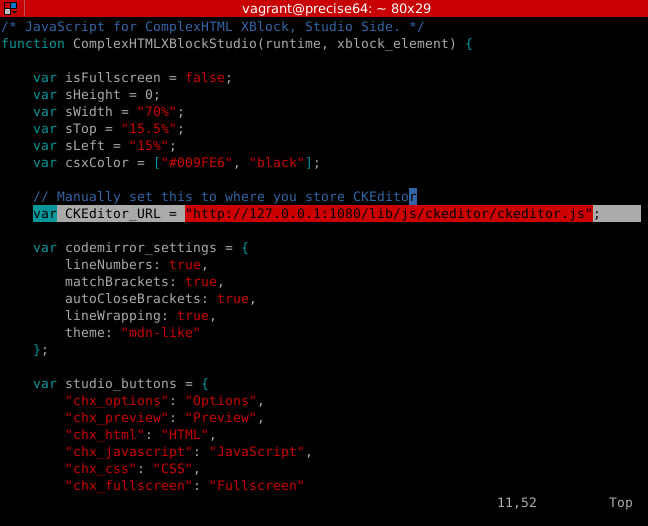 vagrant@precise64: ~ 80x29
/* JavaScript for ComplexHTML XBlock, Studio Side. */
function ComplexHTMLXBlockStudio(runtime, xblock_element) {
    var isFullscreen = false;
    var sHeight = 0;
    var sWidth = "70%";
    var sTop = "15.5%";
    var sLeft = "15%";
    var csxColor = ["#009FE6", "black"];
    // Manually set this to where you store CKEditor
    var CKEditor_URL = "http://127.0.0.1:1080/lib/js/ckeditor/ckeditor.js";
    var codemirror_settings = {
        lineNumbers: true,
        matchBrackets: true,
        autoCloseBrackets: true,
        lineWrapping: true,
        theme: "mdn-like"
    };
    var studio_buttons = {
        "chx_options": "Options",
        "chx_preview": "Preview",
        "chx_html": "HTML",
        "chx_javascript": "JavaScript",
        "chx_css": "CSS",
        "chx_fullscreen": "Fullscreen"
11,52 Top